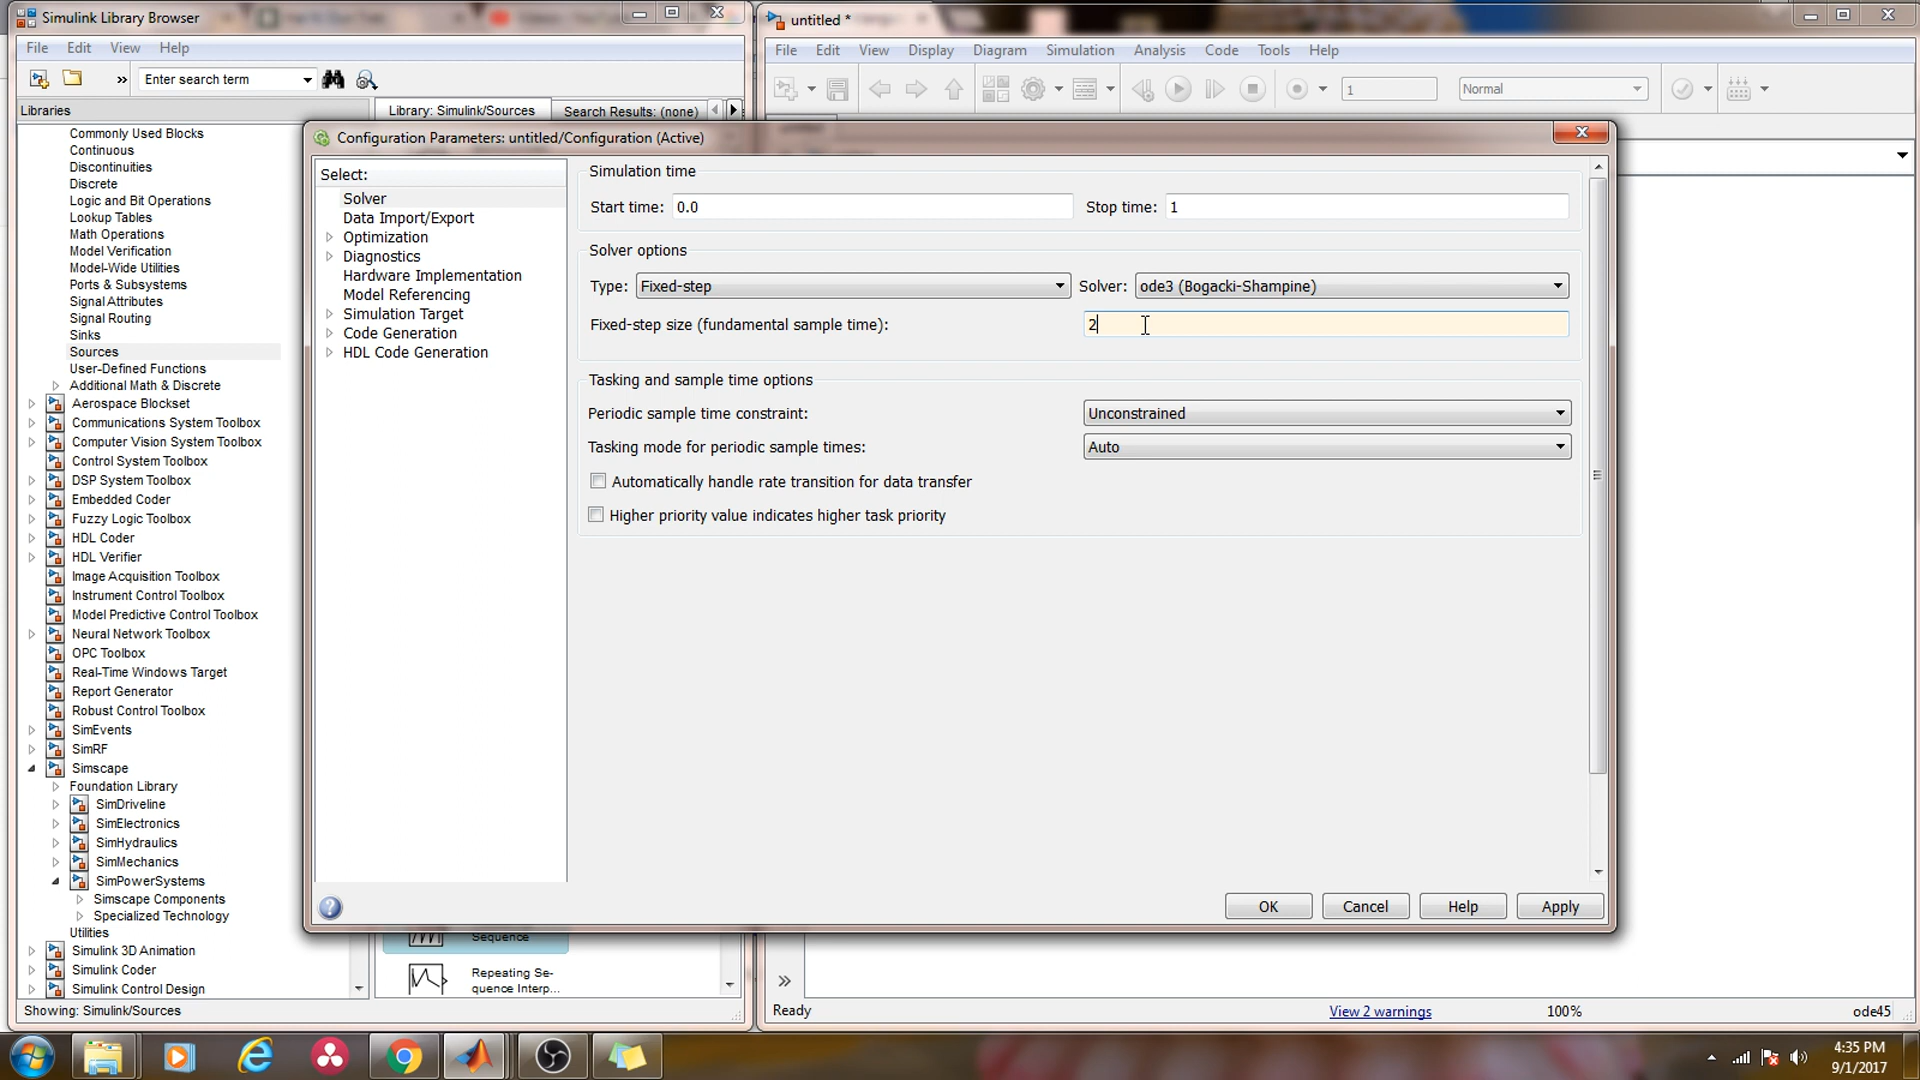 Simulink Library Browser
File Edit View Help
Enter search term
Libraries
Library: Simulink/Sources
Search Results: (none)
Commonly Used Blocks
Continuous
Discontinuities
Discrete
Logic and Bit Operations
Lookup Tables
Math Operations
Model Verification
Model-Wide Utilities
Ports & Subsystems
Signal Attributes
Signal Routing
Sinks
Sources
User-Defined Functions
Additional Math & Discrete
Aerospace Blockset
Communications System Toolbox
Computer Vision System Toolbox
Control System Toolbox
DSP System Toolbox
Embedded Coder
Fuzzy Logic Toolbox
HDL Coder
HDL Verifier
Image Acquisition Toolbox
Instrument Control Toolbox
Model Predictive Control Toolbox
Neural Network Toolbox
OPC Toolbox
Real-Time Windows Target
Report Generator
Robust Control Toolbox
SimEvents
SimRF
Simscape
Foundation Library
SimDriveline
SimElectronics
SimHydraulics
SimMechanics
SimPowerSystems
Simscape Components
Specialized Technology
Utilities
Simulink 3D Animation
Simulink Coder
Simulink Control Design
Sequence
Repeating Se-
quence Interp...
Showing: Simulink/Sources
untitled *
File Edit View Display Diagram Simulation Analysis Code Tools Help
1
Normal
Configuration Parameters: untitled/Configuration (Active)
Select:
Solver
Data Import/Export
Optimization
Diagnostics
Hardware Implementation
Model Referencing
Simulation Target
Code Generation
HDL Code Generation
Simulation time
Start time: 0.0
Stop time: 1
Solver options
Type: Fixed-step
Solver: ode3 (Bogacki-Shampine)
Fixed-step size (fundamental sample time): 2
Tasking and sample time options
Periodic sample time constraint: Unconstrained
Tasking mode for periodic sample times: Auto
Automatically handle rate transition for data transfer
Higher priority value indicates higher task priority
OK Cancel Help Apply
Ready
View 2 warnings
100%
ode45
4:35 PM
9/1/2017